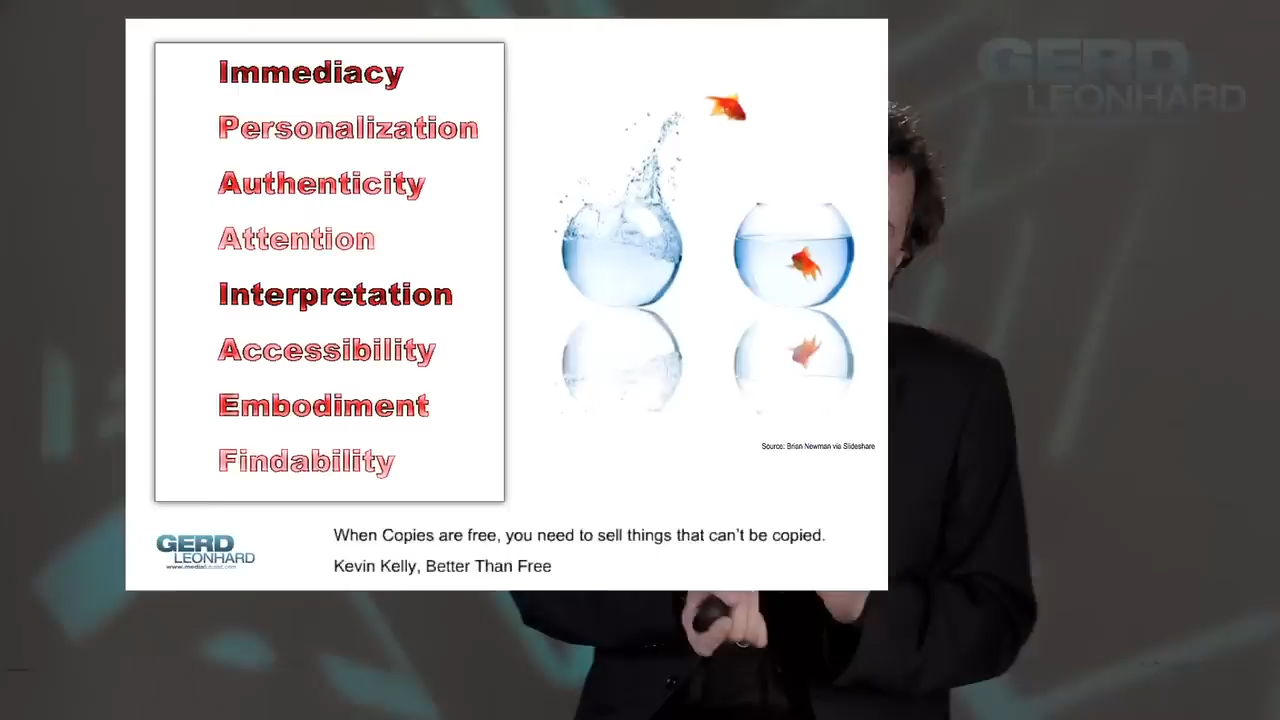 GERD
LEONHARD
Immediacy
Personalization
Authenticity
Attention
Interpretation
Accessibility
Embodiment
Findability
Source: Brian Newman via Slideshare
GERD
LEONHARD
When Copies are free, you need to sell things that can't be copied.
Kevin Kelly, Better Than Free